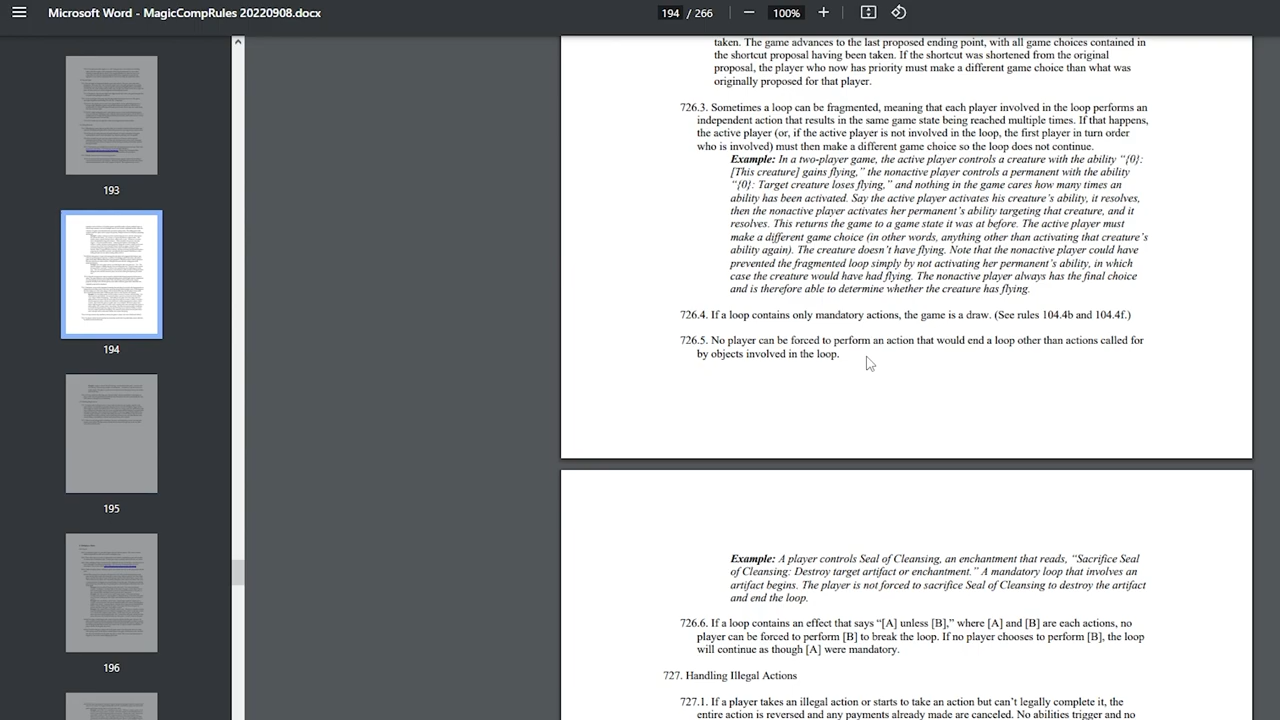 Microsoft Word - MagicCompRules 20220908.docx
194 / 266
100%
193
194
195
196
taken. The game advances to the last proposed ending point, with all game choices contained in
the shortcut proposal having been taken. If the shortcut was shortened from the original
proposal, the player who now has priority must make a different game choice than what was
originally proposed for that player.
726.3. Sometimes a loop can be fragmented, meaning that each player involved in the loop performs an
independent action that results in the same game state being reached multiple times. If that happens,
the active player (or, if the active player is not involved in the loop, the first player in turn order
who is involved) must then make a different game choice so the loop does not continue.
Example: In a two-player game, the active player controls a creature with the ability “{0}:
[This creature] gains flying,” the nonactive player controls a permanent with the ability
“{0}: Target creature loses flying,” and nothing in the game cares how many times an
ability has been activated. Say the active player activates his creature’s ability, it resolves,
then the nonactive player activates her permanent’s ability targeting that creature, and it
resolves. This returns the game to a game state it was at before. The active player must
make a different game choice (in other words, anything other than activating that creature’s
ability again). The creature doesn’t have flying. Note that the nonactive player could have
prevented the fragmented loop simply by not activating her permanent’s ability, in which
case the creature would have had flying. The nonactive player always has the final choice
and is therefore able to determine whether the creature has flying.
726.4. If a loop contains only mandatory actions, the game is a draw. (See rules 104.4b and 104.4f.)
726.5. No player can be forced to perform an action that would end a loop other than actions called for
by objects involved in the loop.
Example: A player controls Seal of Cleansing, an enchantment that reads, “Sacrifice Seal
of Cleansing: Destroy target artifact or enchantment.” A mandatory loop that involves an
artifact begins. The player is not forced to sacrifice Seal of Cleansing to destroy the artifact
and end the loop.
726.6. If a loop contains an effect that says “[A] unless [B],” where [A] and [B] are each actions, no
player can be forced to perform [B] to break the loop. If no player chooses to perform [B], the loop
will continue as though [A] were mandatory.
727. Handling Illegal Actions
727.1. If a player takes an illegal action or starts to take an action but can’t legally complete it, the
entire action is reversed and any payments already made are canceled. No abilities trigger and no